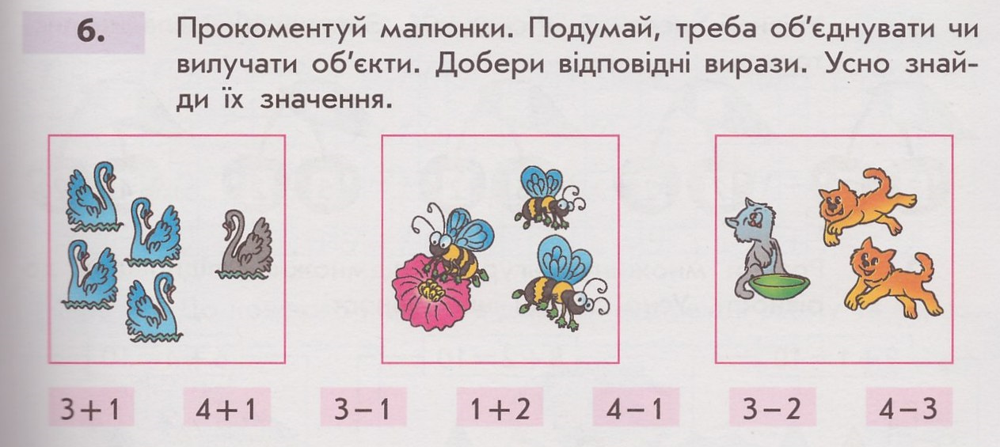 6.
Прокоментуй малюнки. Подумай, треба об'єднувати чи
вилучати об'єкти. Добери відповідні вирази. Усно знай-
ди їх значення.
3+1 4+1 3−1 1+2 4−1 3−2 4−3